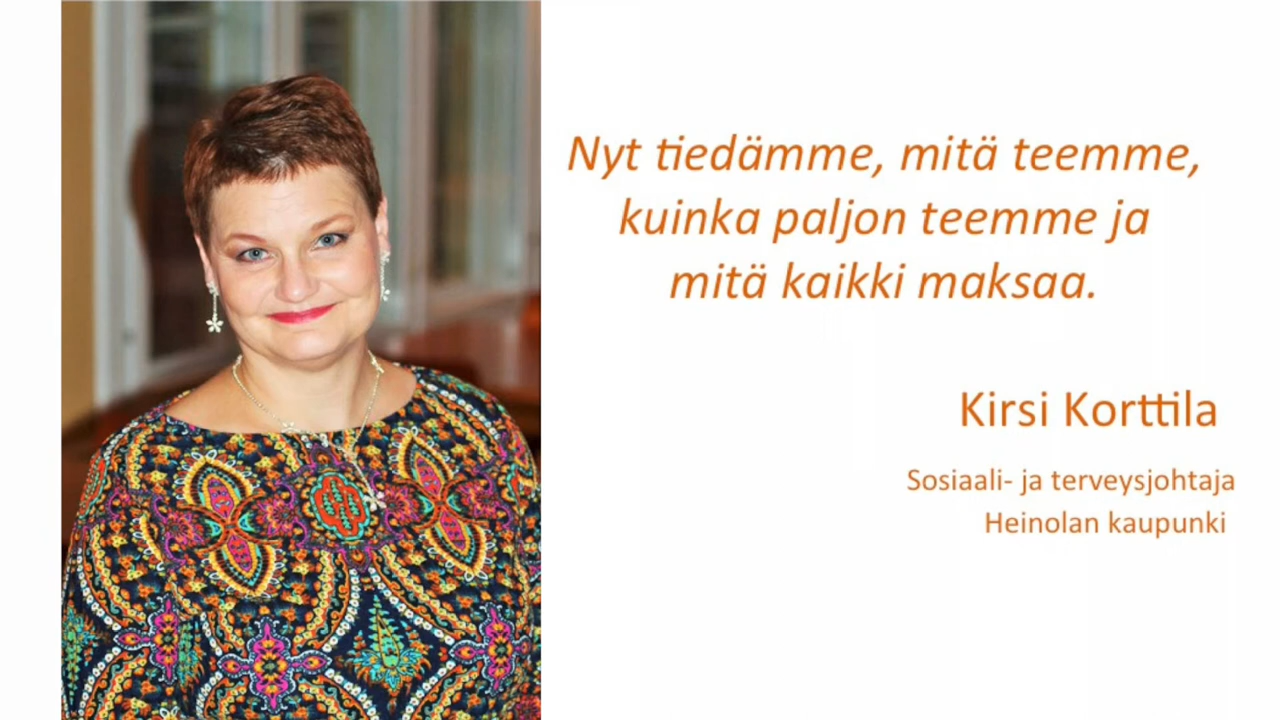 Nyt tiedämme, mitä teemme,
kuinka paljon teemme ja
mitä kaikki maksaa.
Kirsi Korttila
Sosiaali- ja terveysjohtaja
Heinolan kaupunki